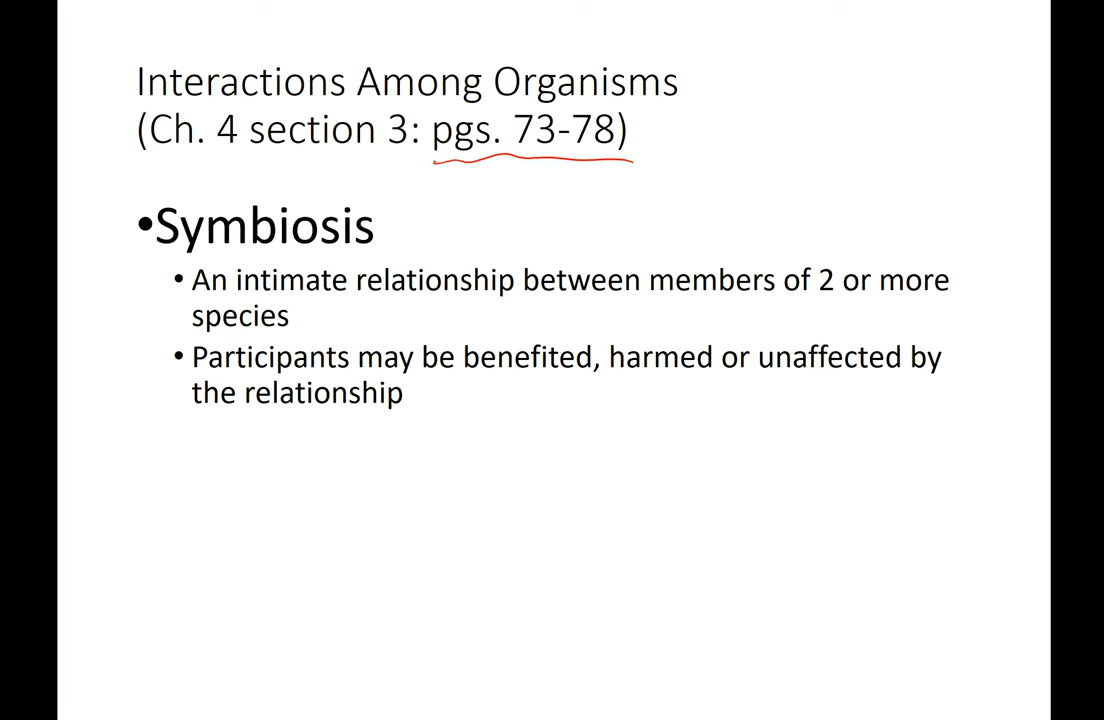 Interactions Among Organisms
(Ch. 4 section 3: pgs. 73-78)
•Symbiosis
• An intimate relationship between members of 2 or more
species
• Participants may be benefited, harmed or unaffected by
the relationship